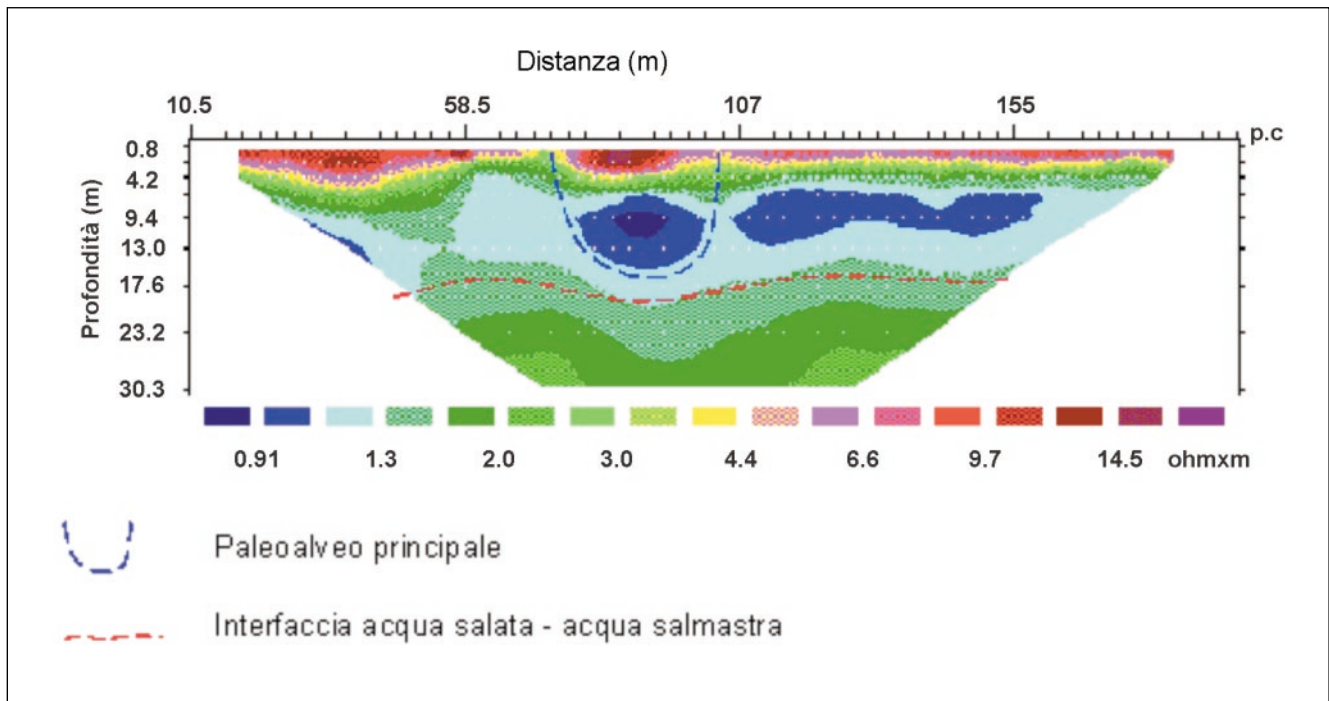 Distanza (m)
10.5 58.5 107 155
p.c
Profondità (m)
0.8
4.2
9.4
13.0
17.6
23.2
30.3
0.91 1.3 2.0 3.0 4.4 6.6 9.7 14.5 ohmxm
Paleoalveo principale
Interfaccia acqua salata - acqua salmastra